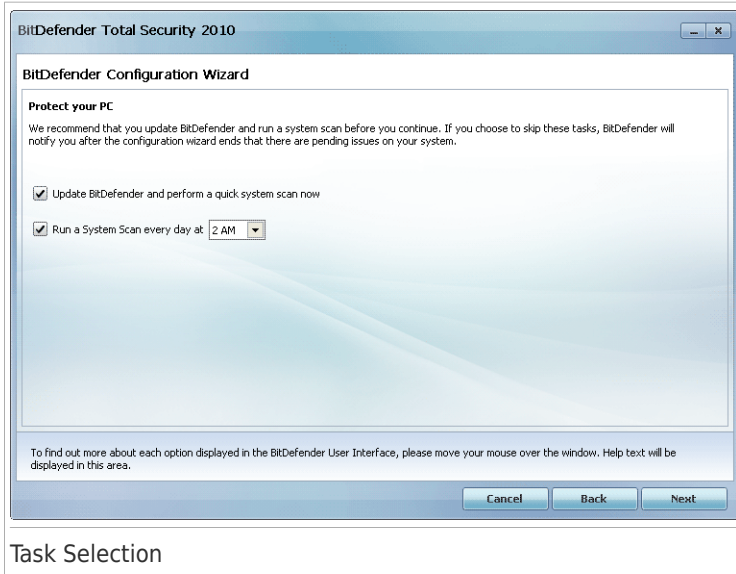 BitDefender Total Security 2010
BitDefender Configuration Wizard
Protect your PC
We recommend that you update BitDefender and run a system scan before you continue. If you choose to skip these tasks, BitDefender will
notify you after the configuration wizard ends that there are pending issues on your system.
Update BitDefender and perform a quick system scan now
Run a System Scan every day at 2 AM
To find out more about each option displayed in the BitDefender User Interface, please move your mouse over the window. Help text will be
displayed in this area.
Cancel Back Next
Task Selection